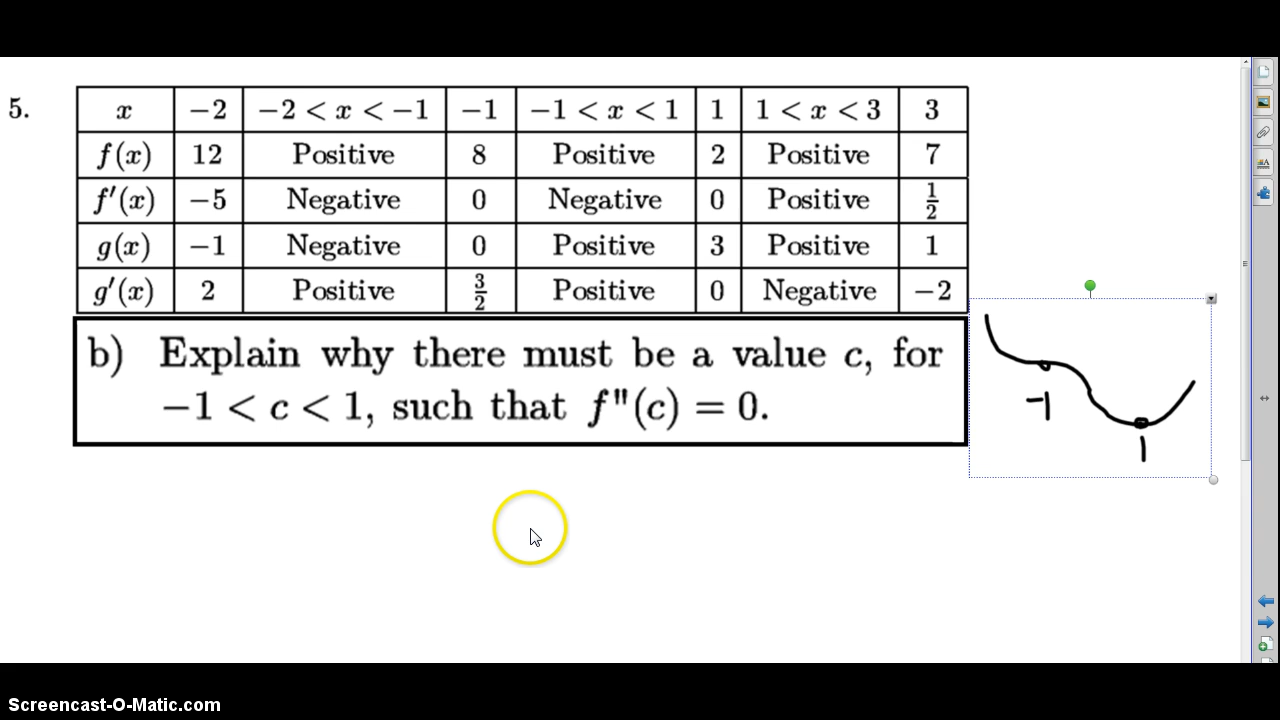 5.
x −2 −2 < x < −1 −1 −1 < x < 1 1 1 < x < 3 3
f(x) 12 Positive 8 Positive 2 Positive 7
f′(x) −5 Negative 0 Negative 0 Positive 1/2
g(x) −1 Negative 0 Positive 3 Positive 1
g′(x) 2 Positive 3/2 Positive 0 Negative −2
b) Explain why there must be a value c, for
−1 < c < 1, such that f"(c) = 0.
−1
1
Screencast-O-Matic.com